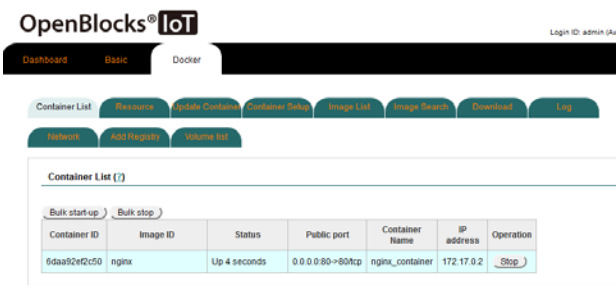 OpenBlocks® IoT
Login ID: admin (A
Dashboard Basic Docker
Container List Resource Update Container Container Setup Image List Image Search Download Log
Network Add Registry Volume list
Container List (?)
Bulk start-up Bulk stop
Container ID Image ID Status Public port Container Name IP address Operation
6daa92ef2c50 nginx Up 4 seconds 0.0.0.0:80->80/tcp nginx_container 172.17.0.2 Stop